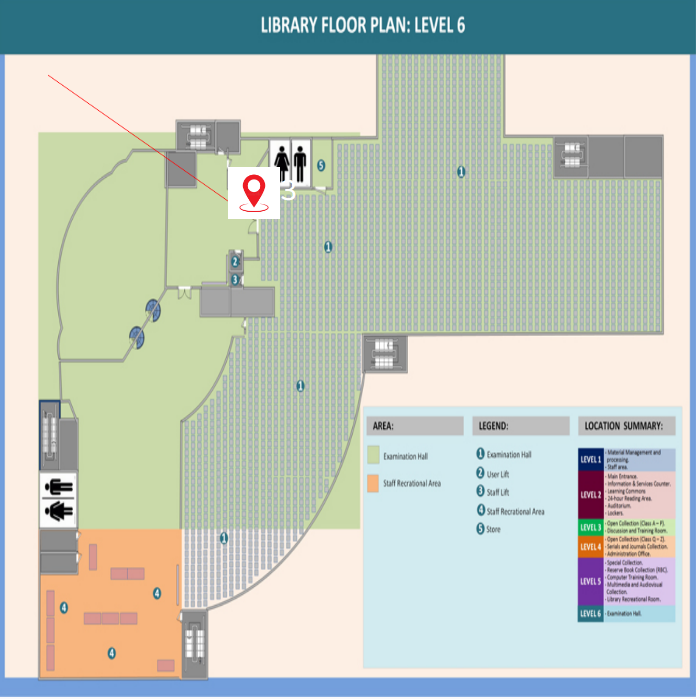 LIBRARY FLOOR PLAN: LEVEL 6
5
1
3
1
2
3
1
1
4
4
4
AREA:
Examination Hall
Staff Recrational Area
LEGEND:
1 Examination Hall
2 User Lift
3 Staff Lift
4 Staff Recrational Area
5 Store
LOCATION SUMMARY:
LEVEL 1
- Material Management and
processing.
- Staff area.
LEVEL 2
- Main Entrance.
- Information & Services Counter.
- Learning Commons
- 24-hour Reading Area.
- Auditorium.
- Lockers.
LEVEL 3
- Open Collection (Class A – P).
- Discussion and Training Room.
LEVEL 4
- Open Collection (Class Q – Z).
- Serials and Journals Collection.
- Administration Office.
LEVEL 5
- Special Collection.
- Reserve Book Collection (RBC).
- Computer Training Room.
- Multimedia and Audiovisual
Collection.
- Library Recreational Room.
LEVEL 6
- Examination Hall.